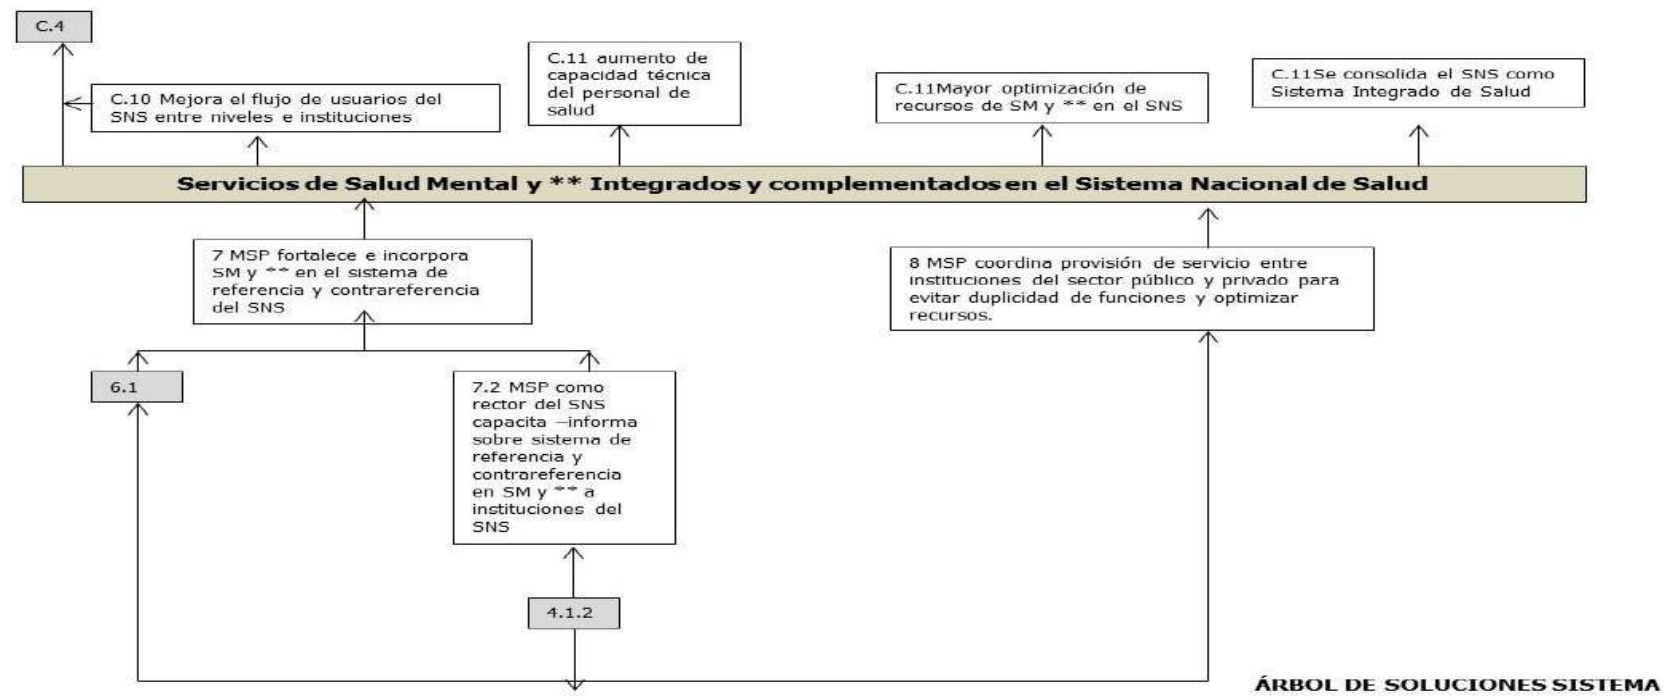 C.4
C.10 Mejora el flujo de usuarios del
SNS entre niveles e instituciones
C.11 aumento de
capacidad técnica
del personal de
salud
C.11Mayor optimización de
recursos de SM y ** en el SNS
C.11Se consolida el SNS como
Sistema Integrado de Salud
Servicios de Salud Mental y ** Integrados y complementados en el Sistema Nacional de Salud
7 MSP fortalece e incorpora
SM y ** en el sistema de
referencia y contrareferencia
del SNS
8 MSP coordina provisión de servicio entre
instituciones del sector público y privado para
evitar duplicidad de funciones y optimizar
recursos.
6.1
7.2 MSP como
rector del SNS
capacita –informa
sobre sistema de
referencia y
contrareferencia
en SM y ** a
instituciones del
SNS
4.1.2
ÁRBOL DE SOLUCIONES SISTEMA